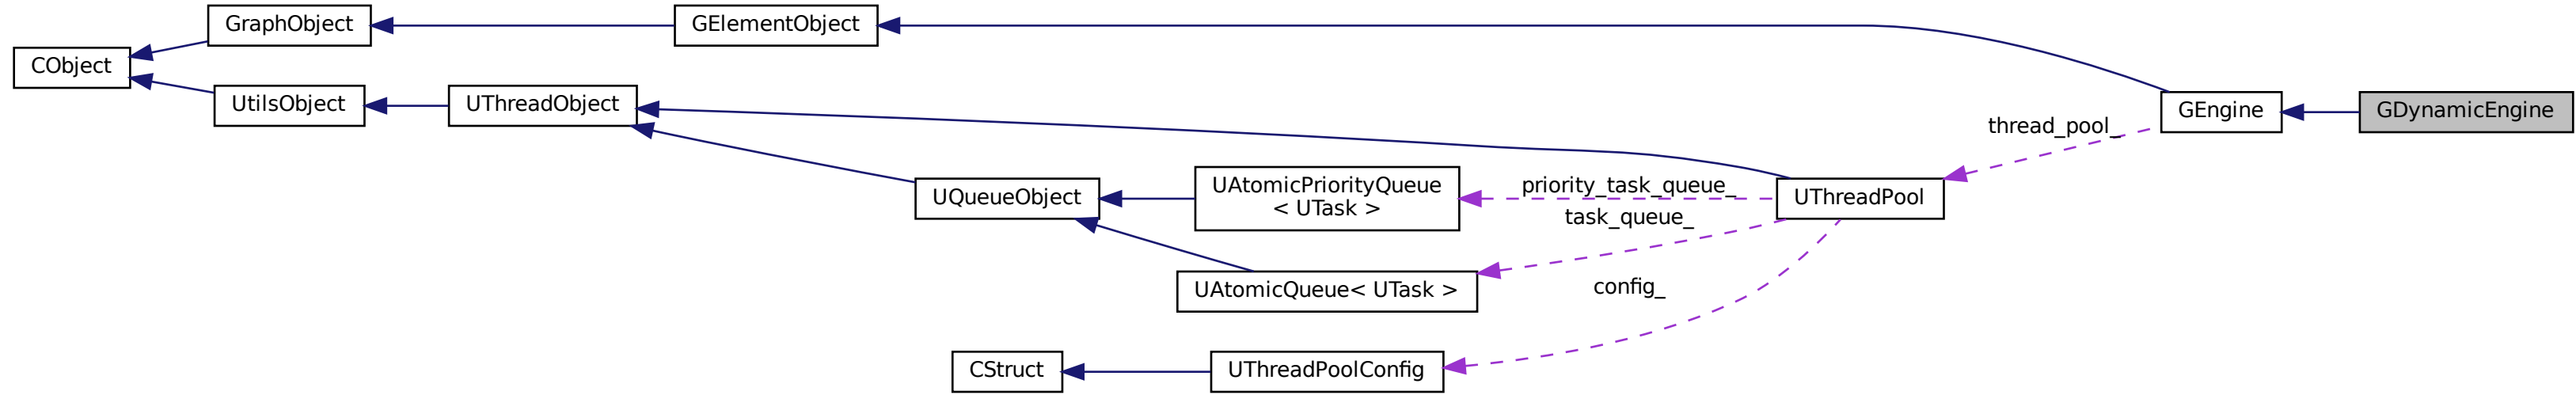 GraphObject
GElementObject
CObject
UtilsObject
UThreadObject
GEngine
GDynamicEngine
thread_pool_
UQueueObject
UAtomicPriorityQueue
< UTask >
priority_task_queue_
UThreadPool
task_queue_
UAtomicQueue< UTask >
config_
CStruct
UThreadPoolConfig